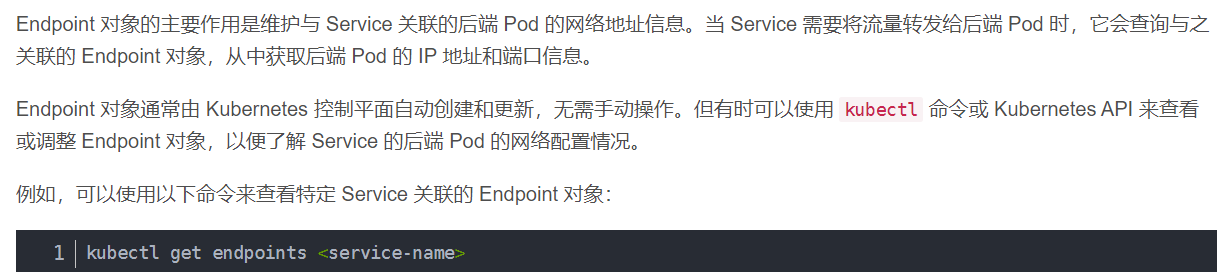 Endpoint 对象的主要作用是维护与 Service 关联的后端 Pod 的网络地址信息。当 Service 需要将流量转发给后端 Pod 时，它会查询与之
关联的 Endpoint 对象，从中获取后端 Pod 的 IP 地址和端口信息。
Endpoint 对象通常由 Kubernetes 控制平面自动创建和更新，无需手动操作。但有时可以使用 kubectl 命令或 Kubernetes API 来查看
或调整 Endpoint 对象，以便了解 Service 的后端 Pod 的网络配置情况。
例如，可以使用以下命令来查看特定 Service 关联的 Endpoint 对象：
1 kubectl get endpoints <service-name>